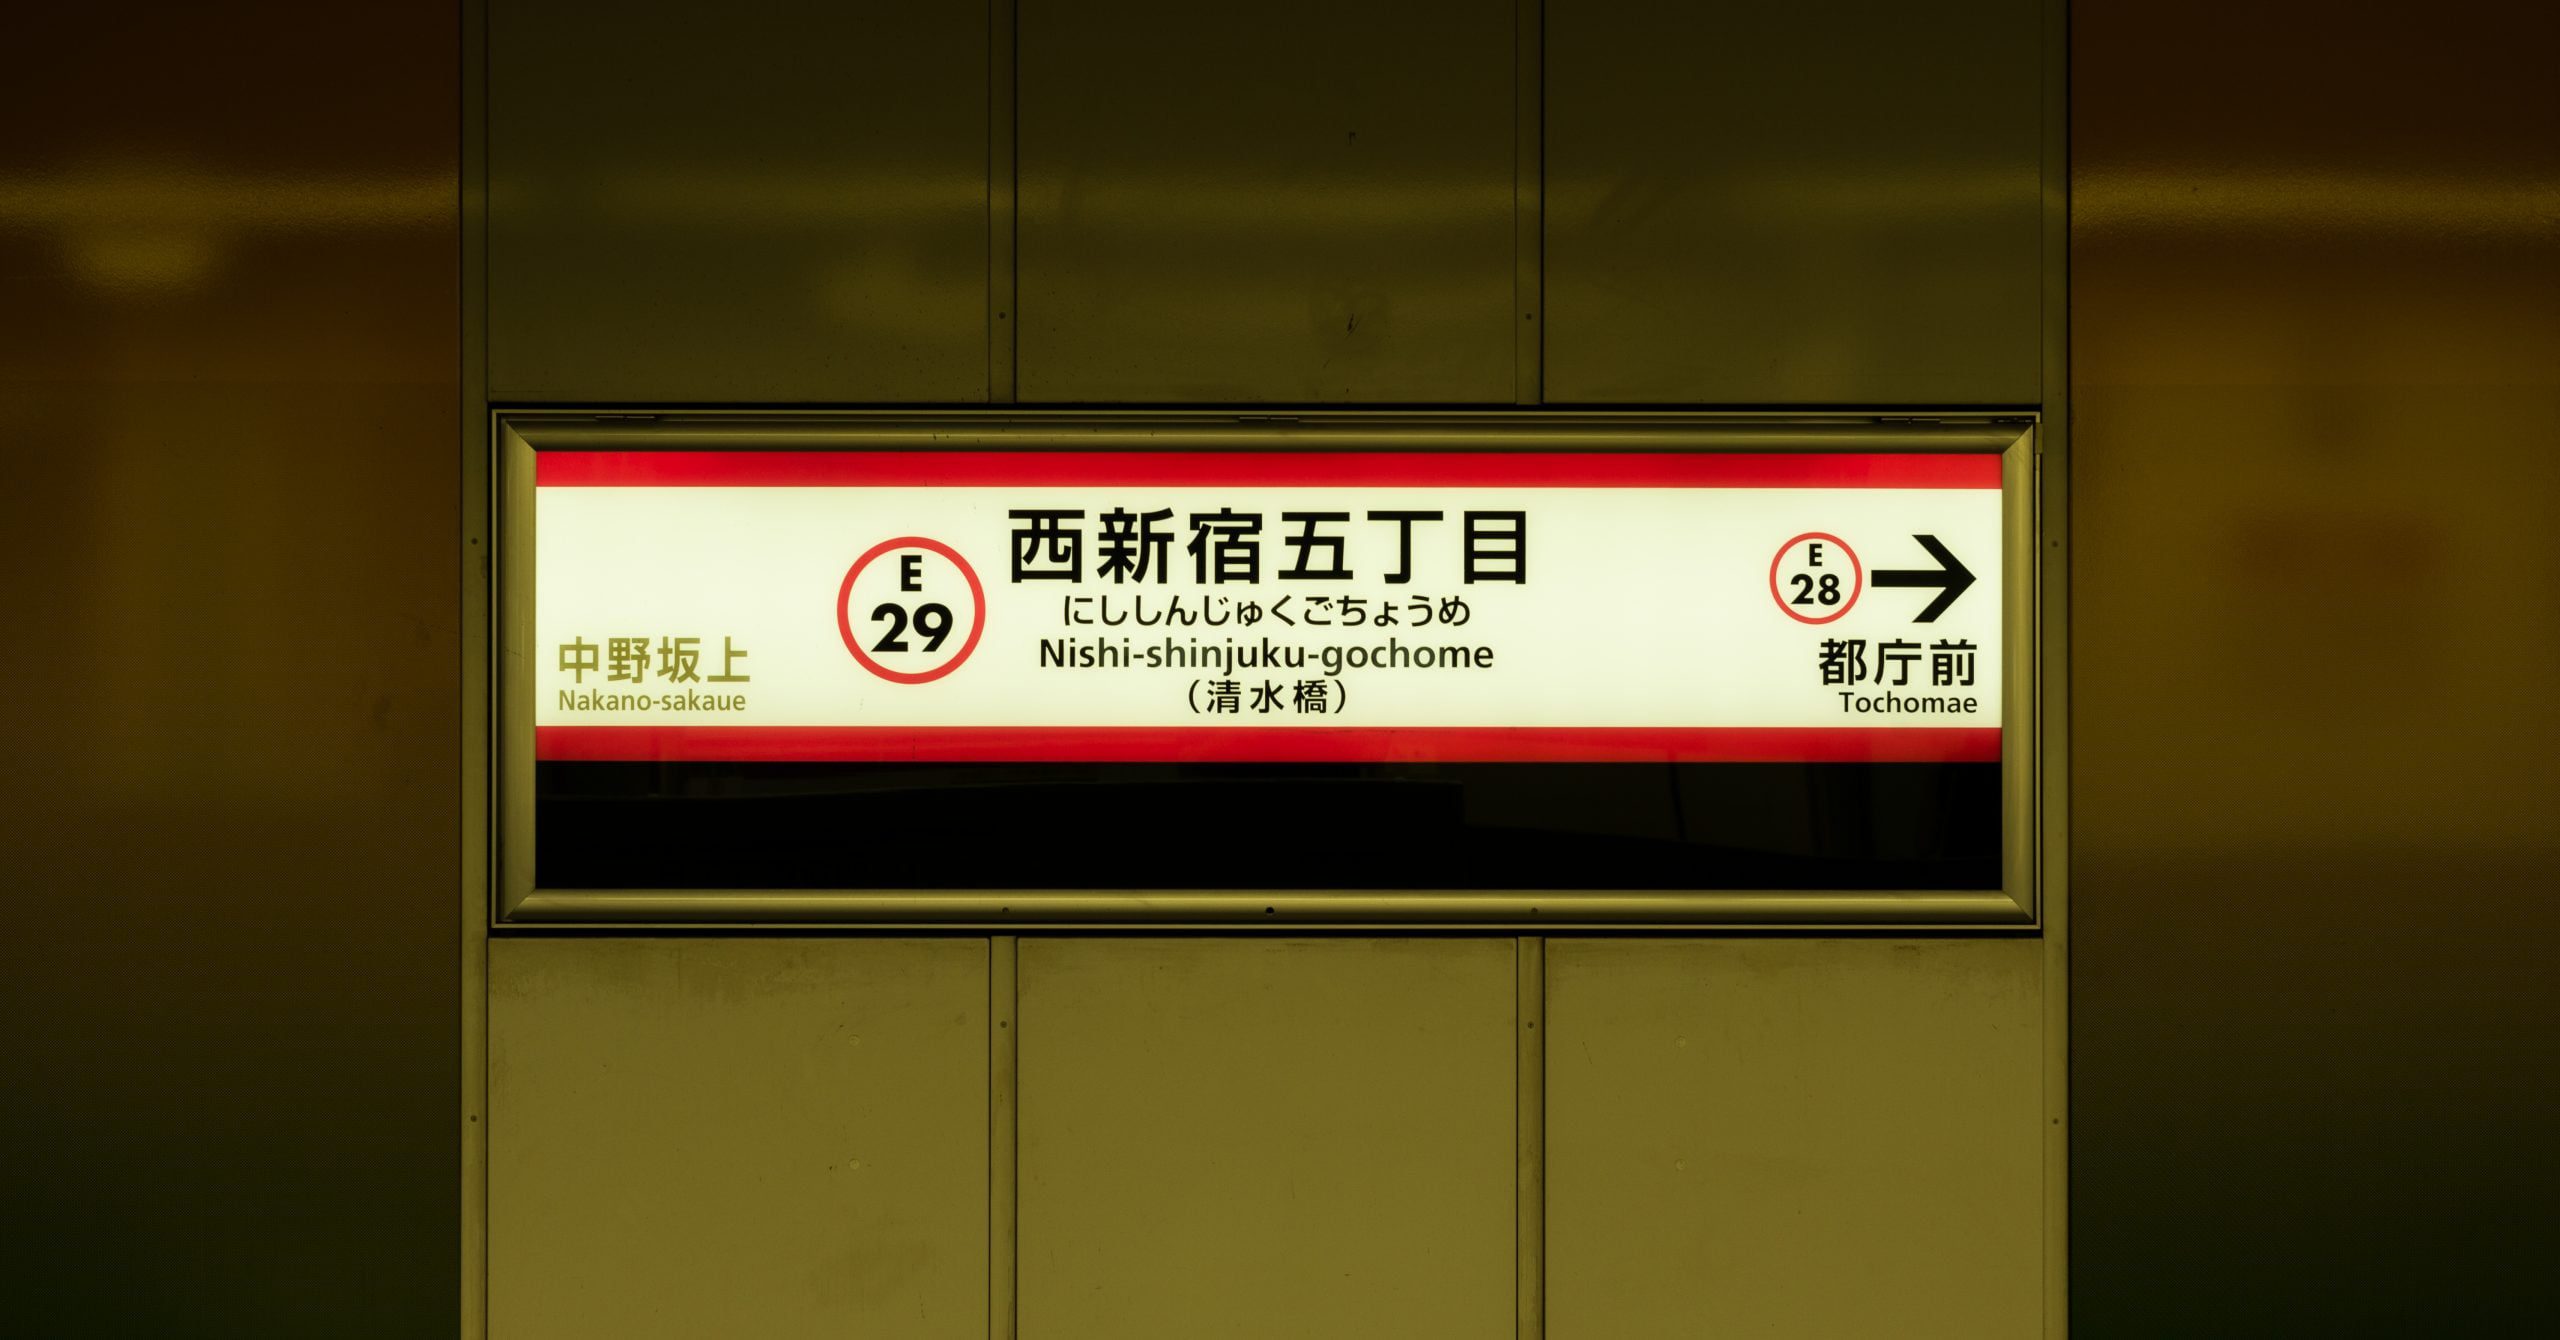 中野坂上
Nakano-sakaue
E
29
西新宿五丁目
にししんじゅくごちょうめ
Nishi-shinjuku-gochome
（清水橋）
E
28
→
都庁前
Tochomae